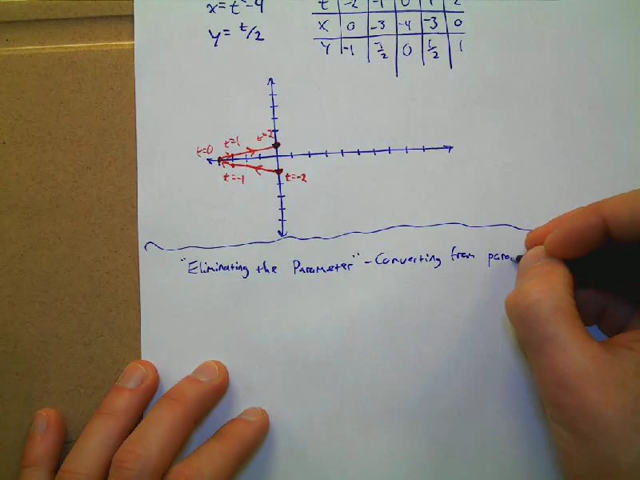 x=t²-4
t -2 -1 0 1 2
y= t/2
X 0 -3 -4 -3 0
Y -1 -1/2 0 1/2 1
t=0 t=1 t=2
t=-1 t=-2
"Eliminating the Parameter" - Converting from para